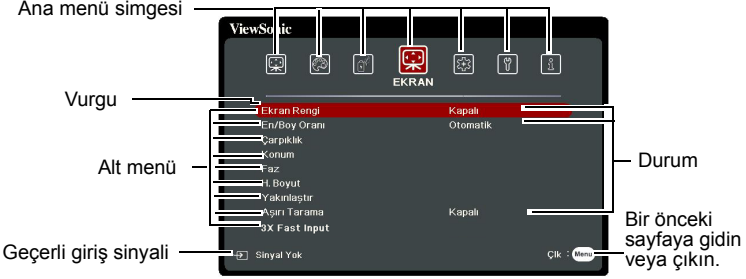 Ana menü simgesi
ViewSonic
EKRAN
Vurgu
Ekran Rengi Kapalı
En/Boy Oranı Otomatik
Çarpıklık
Konum
Alt menü
Faz
Durum
H. Boyut
Yakınlaştır
Aşırı Tarama Kapalı
3X Fast Input
Geçerli giriş sinyali
Sinyal Yok
Çlk : Menu
Bir önceki
sayfaya gidin
veya çıkın.